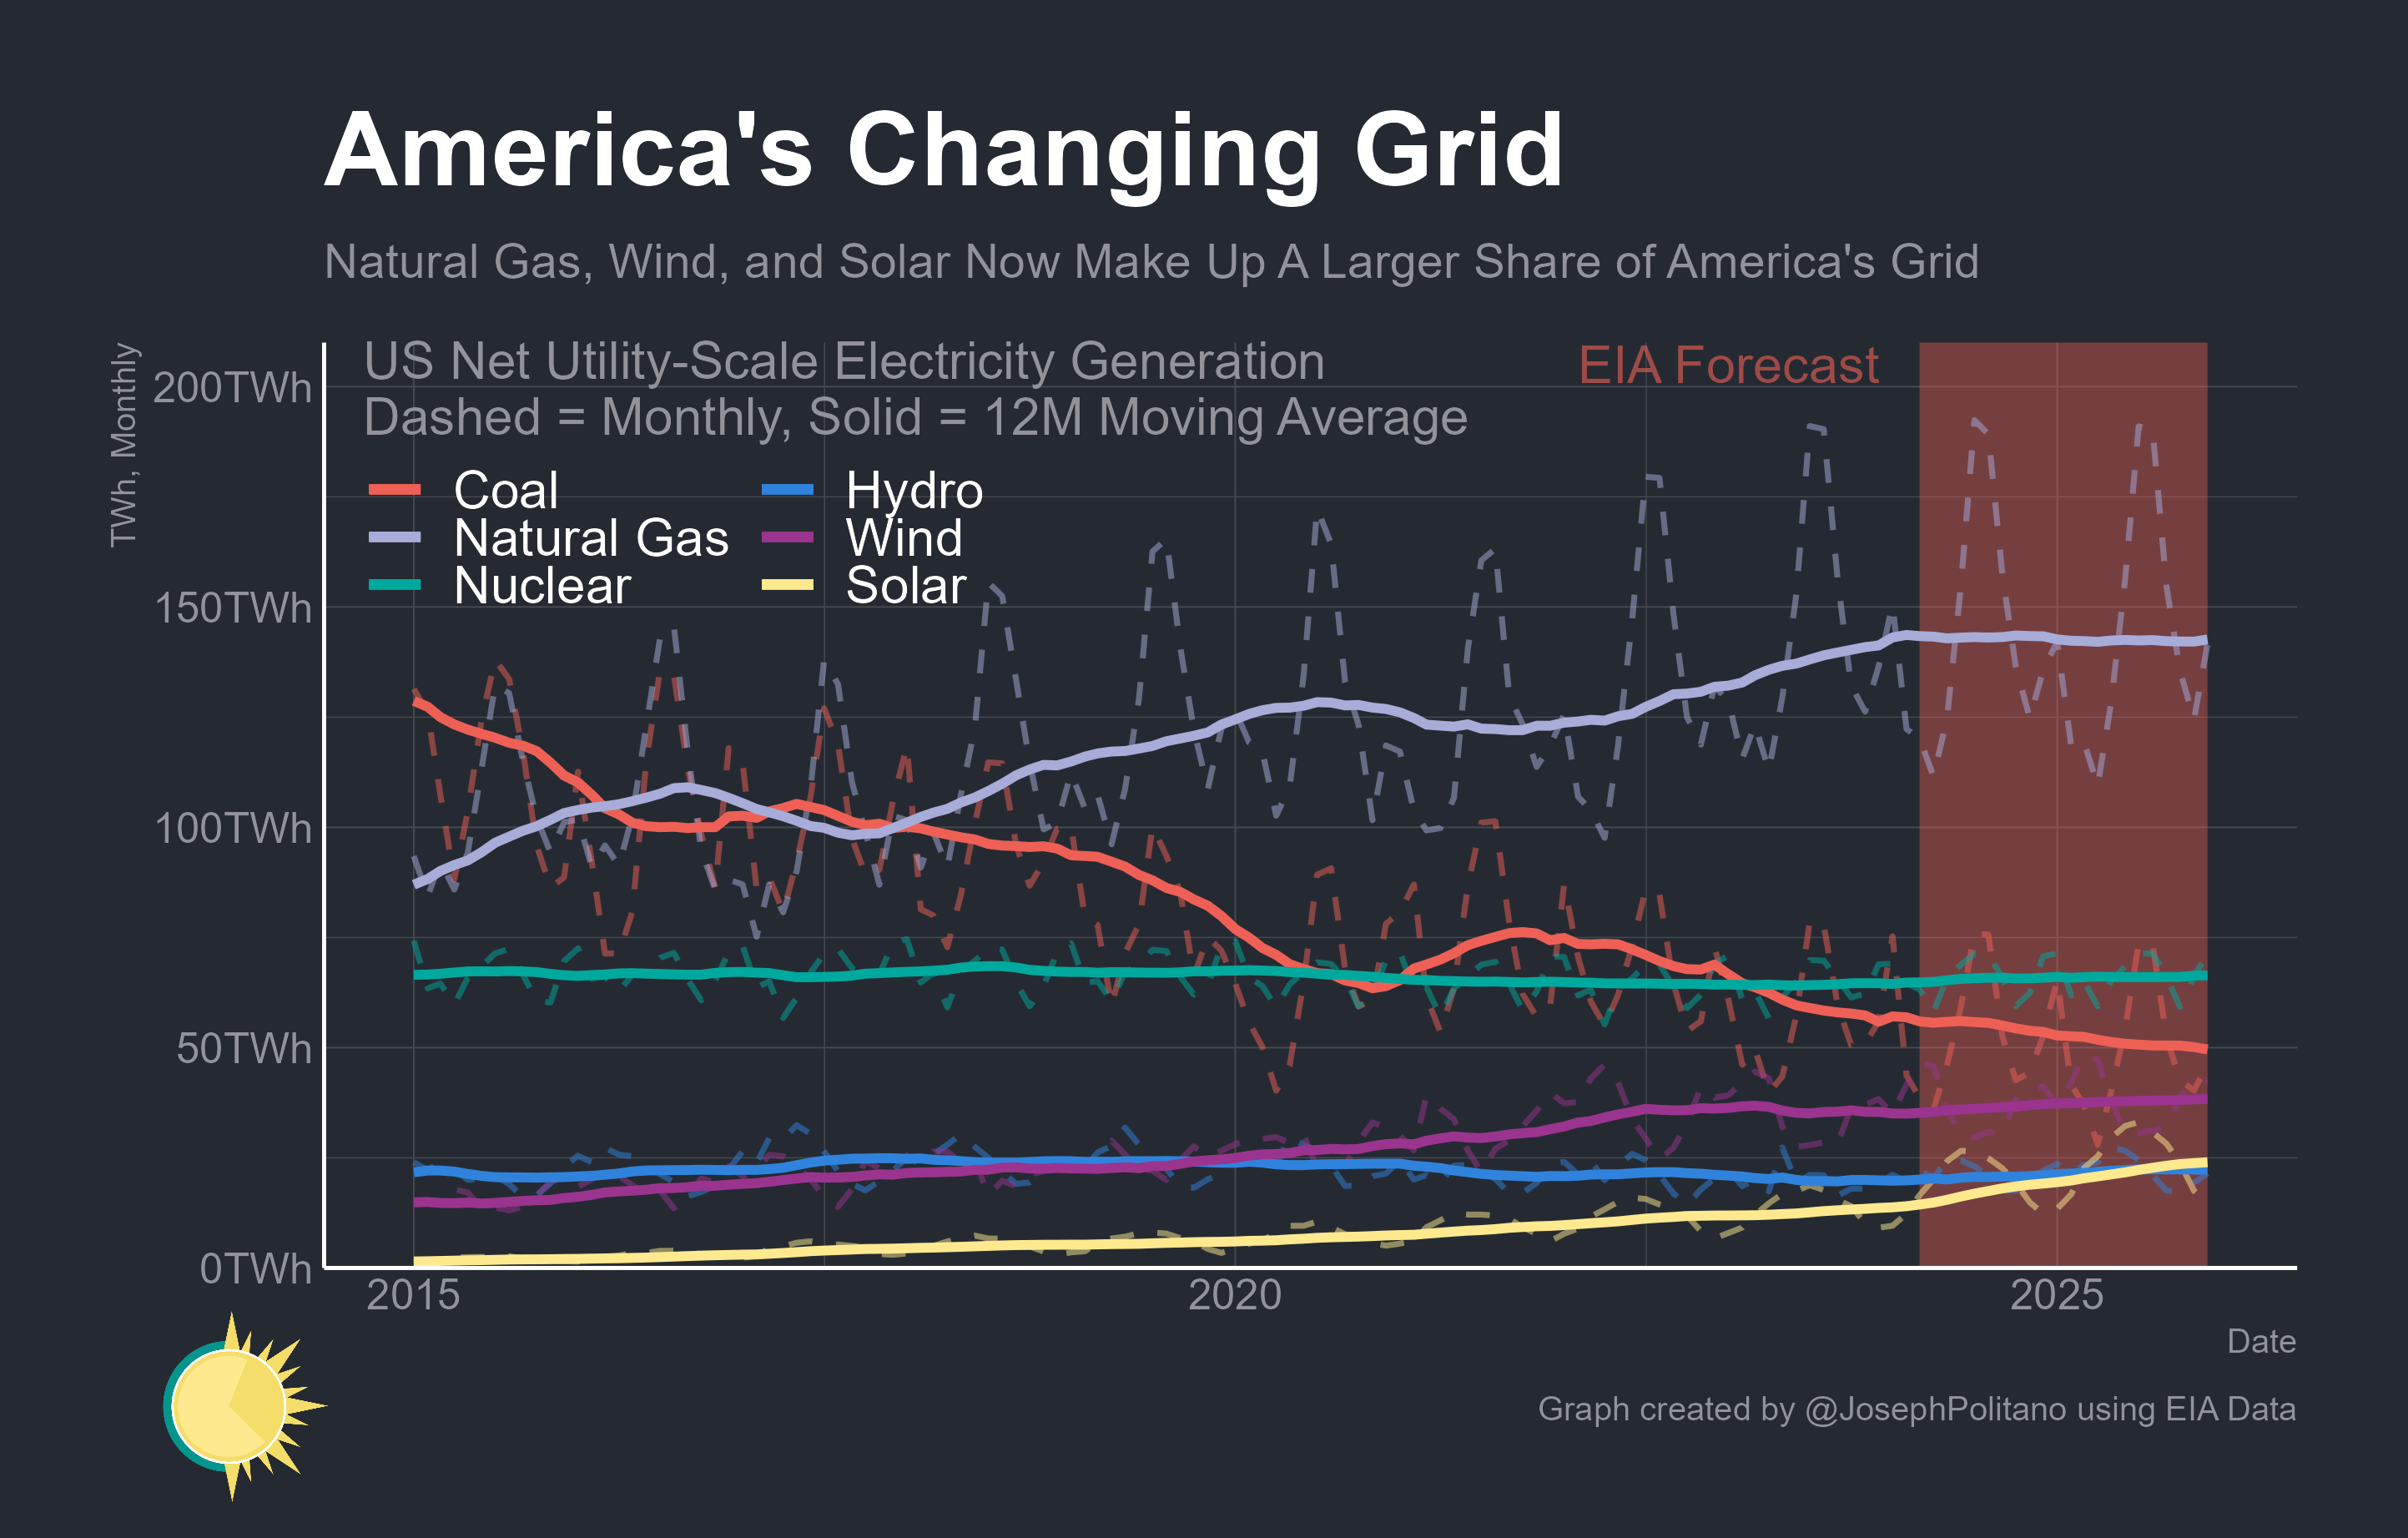 America's Changing Grid
Natural Gas, Wind, and Solar Now Make Up A Larger Share of America's Grid
TWh, Monthly
US Net Utility-Scale Electricity Generation
Dashed = Monthly, Solid = 12M Moving Average
EIA Forecast
Coal
Natural Gas
Nuclear
Hydro
Wind
Solar
200TWh
150TWh
100TWh
50TWh
0TWh
2015
2020
2025
Date
Graph created by @JosephPolitano using EIA Data